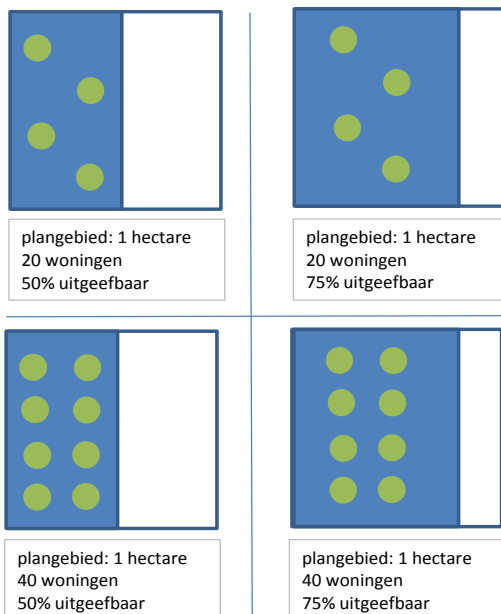 plangebied: 1 hectare
20 woningen
50% uitgeefbaar
plangebied: 1 hectare
20 woningen
75% uitgeefbaar
plangebied: 1 hectare
40 woningen
50% uitgeefbaar
plangebied: 1 hectare
40 woningen
75% uitgeefbaar